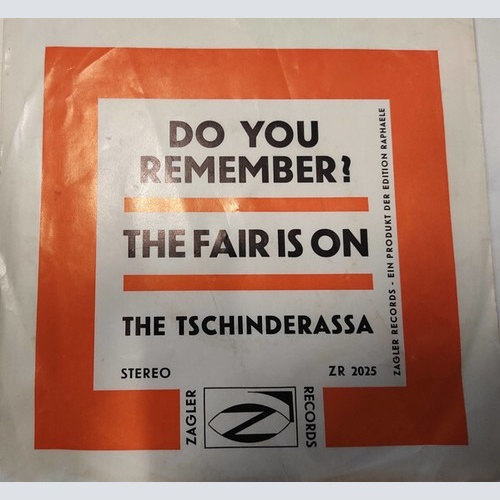 DO YOU
REMEMBER?
THE FAIR IS ON
THE TSCHINDERASSA
STEREO
ZR 2025
ZAGLER RECORDS - EIN PRODUKT DER EDITION RAPHAELE
ZAGLER
RECORDS